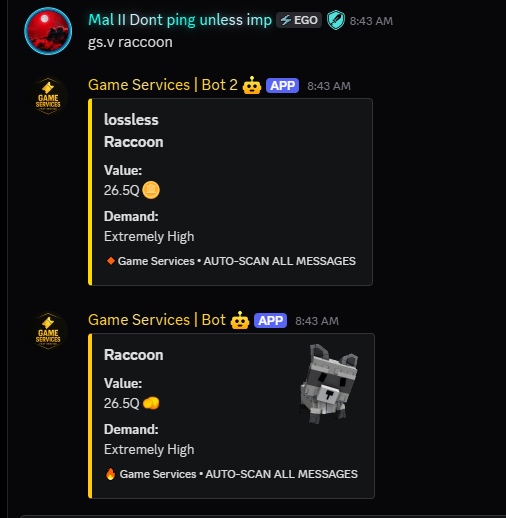 Mal II Dont ping unless imp EGO 8:43 AM
gs.v raccoon
GAME
SERVICES
Game Services | Bot 2 APP 8:43 AM
lossless
Raccoon
Value:
26.5Q
Demand:
Extremely High
Game Services • AUTO-SCAN ALL MESSAGES
GAME
SERVICES
Game Services | Bot APP 8:43 AM
Raccoon
Value:
26.5Q
Demand:
Extremely High
Game Services • AUTO-SCAN ALL MESSAGES